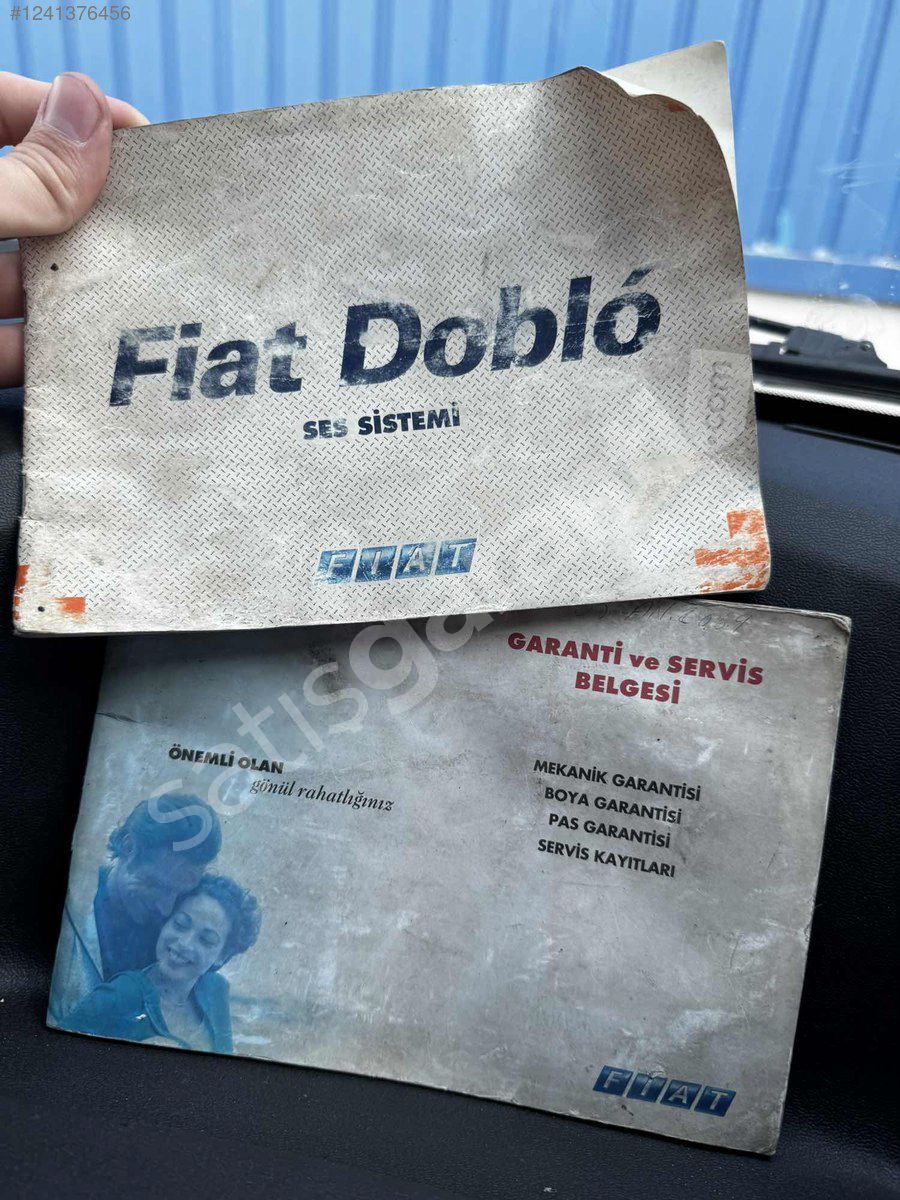 #1241376456
Fiat Dobló
SES SİSTEMİ
FIAT
GARANTİ ve SERVİS
BELGESİ
ÖNEMLİ OLAN
gönül rahatlığınız
MEKANİK GARANTİSİ
BOYA GARANTİSİ
PAS GARANTİSİ
SERVİS KAYITLARI
FIAT